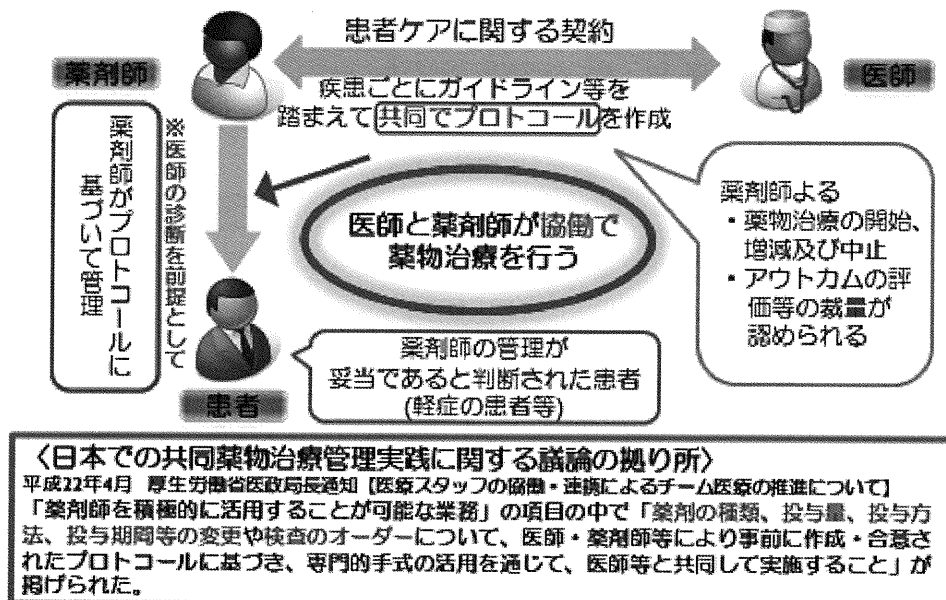 患者ケアに関する契約
薬剤師
医師
疾患ごとにガイドライン等を
踏まえて共同でプロトコールを作成
薬剤師がプロトコールに
基づいて管理
※医師の診断を前提として
医師と薬剤師が協働で
薬物治療を行う
薬剤師よる
・薬物治療の開始、
増減及び中止
・アウトカムの評
価等の裁量が
認められる
患者
薬剤師の管理が
妥当であると判断された患者
(軽症の患者等)
〈日本での共同薬物治療管理実践に関する議論の拠り所〉
平成22年4月 厚生労働省医政局長通知【医療スタッフの協働・連携によるチーム医療の推進について】
「薬剤師を積極的に活用することが可能な業務」の項目の中で「薬剤の種類、投与量、投与方
法、投与期間等の変更や検査のオーダーについて、医師・薬剤師等により事前に作成・合意さ
れたプロトコールに基づき、専門的手式の活用を通じて、医師等と共同して実施すること」が
掲げられた。